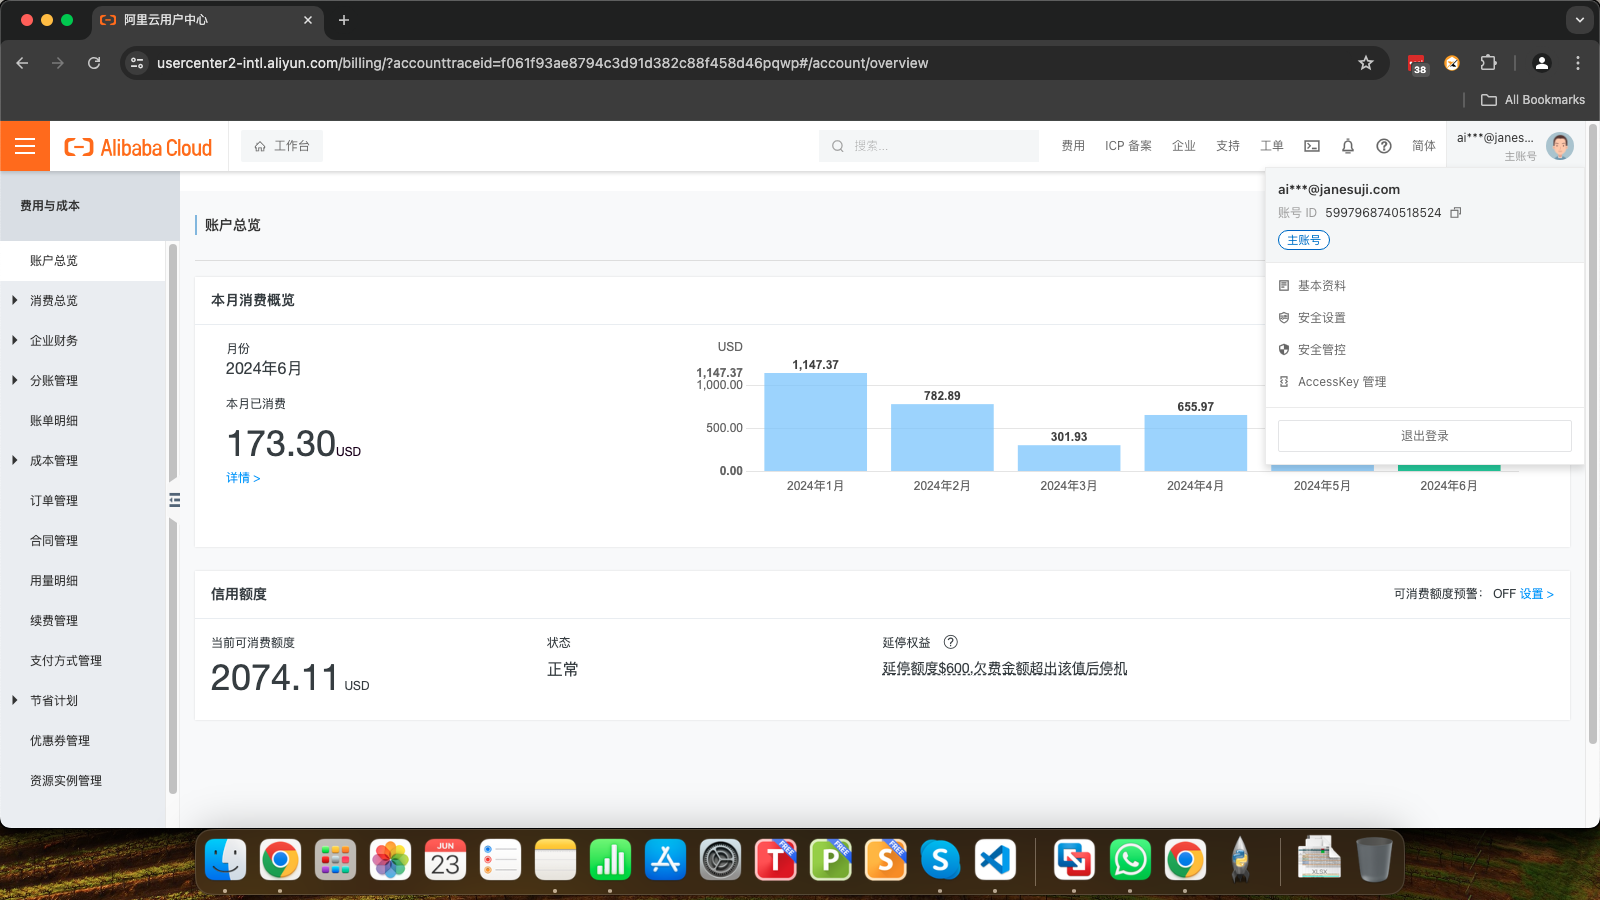 阿里云用户中心
usercenter2-intl.aliyun.com/billing/?accounttraceid=f061f93ae8794c3d91d382c88f458d46pqwp#/account/overview
38
All Bookmarks
Alibaba Cloud
工作台
搜索...
费用
ICP 备案
企业
支持
工单
简体
ai***@janes...
主账号
ai***@janesuji.com
账号 ID 5997968740518524
主账号
基本资料
安全设置
安全管控
AccessKey 管理
退出登录
费用与成本
账户总览
消费总览
企业财务
分账管理
账单明细
成本管理
订单管理
合同管理
用量明细
续费管理
支付方式管理
节省计划
优惠券管理
资源实例管理
账户总览
本月消费概览
月份
2024年6月
本月已消费
173.30USD
详情 >
USD
1,147.37
1,000.00
500.00
0.00
1,147.37
782.89
301.93
655.97
2024年1月
2024年2月
2024年3月
2024年4月
2024年5月
2024年6月
信用额度
可消费额度预警： OFF 设置 >
当前可消费额度
2074.11 USD
状态
正常
延停权益
延停额度$600,欠费金额超出该值后停机
JUN
23
FREE
T
FREE
P
FREE
S
S
XLSX